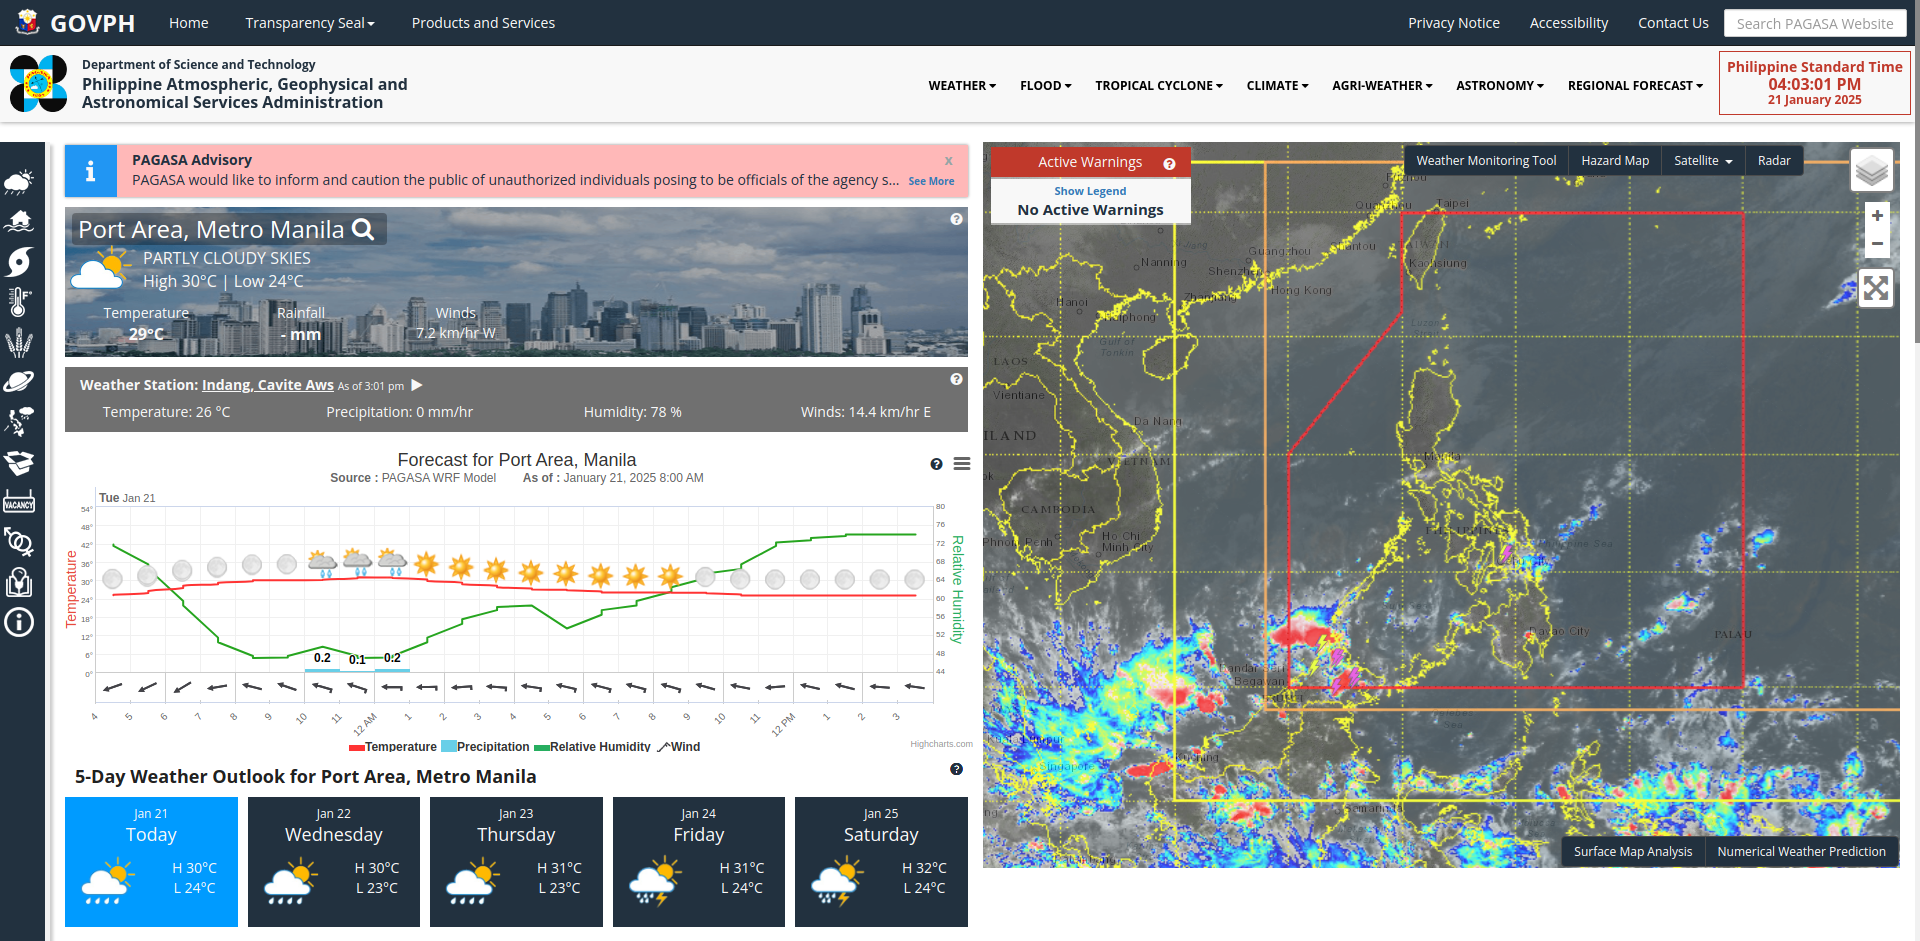 GOVPH Home Transparency Seal Products and Services Privacy Notice Accessibility Contact Us Search PAGASA Website
Department of Science and Technology
Philippine Atmospheric, Geophysical and
Astronomical Services Administration
WEATHER FLOOD TROPICAL CYCLONE CLIMATE AGRI-WEATHER ASTRONOMY REGIONAL FORECAST
Philippine Standard Time
04:03:01 PM
21 January 2025
PAGASA Advisory x
PAGASA would like to inform and caution the public of unauthorized individuals posing to be officials of the agency s... See More
Port Area, Metro Manila
PARTLY CLOUDY SKIES
High 30°C | Low 24°C
Temperature Rainfall Winds
29°C - mm 7.2 km/hr W
Weather Station: Indang, Cavite Aws As of 3:01 pm
Temperature: 26 °C Precipitation: 0 mm/hr Humidity: 78 % Winds: 14.4 km/hr E
Forecast for Port Area, Manila
Source : PAGASA WRF Model As of : January 21, 2025 8:00 AM
Tue Jan 21
54°
48°
42°
36°
30°
24°
18°
12°
6°
0°
Temperature
80
76
72
68
64
60
56
52
48
44
Relative Humidity
0.2 0.1 0.2
4 5 6 7 8 9 10 11 12 AM 1 2 3 4 5 6 7 8 9 10 11 12 PM 1 2 3
Temperature Precipitation Relative Humidity Wind
Highcharts.com
5-Day Weather Outlook for Port Area, Metro Manila
Jan 21
Today
H 30°C
L 24°C
Jan 22
Wednesday
H 30°C
L 23°C
Jan 23
Thursday
H 31°C
L 23°C
Jan 24
Friday
H 31°C
L 24°C
Jan 25
Saturday
H 32°C
L 24°C
Active Warnings
Show Legend
No Active Warnings
Weather Monitoring Tool Hazard Map Satellite Radar
+
−
Taipei
Guangzhou
Kaohsiung
Nanning
Shenzhen
Hong Kong
Hanoi
Haiphong
Gulf of
Tonkin
LAOS
Vientiane
Da Nang
VIETNAM
Manila
CAMBODIA
Phnom Penh
Ho Chi
Minh City
Davao City
PALAU
Bandar Seri
Begawan
Kuching
Singapore
Samarinda
VACANCY
Surface Map Analysis Numerical Weather Prediction